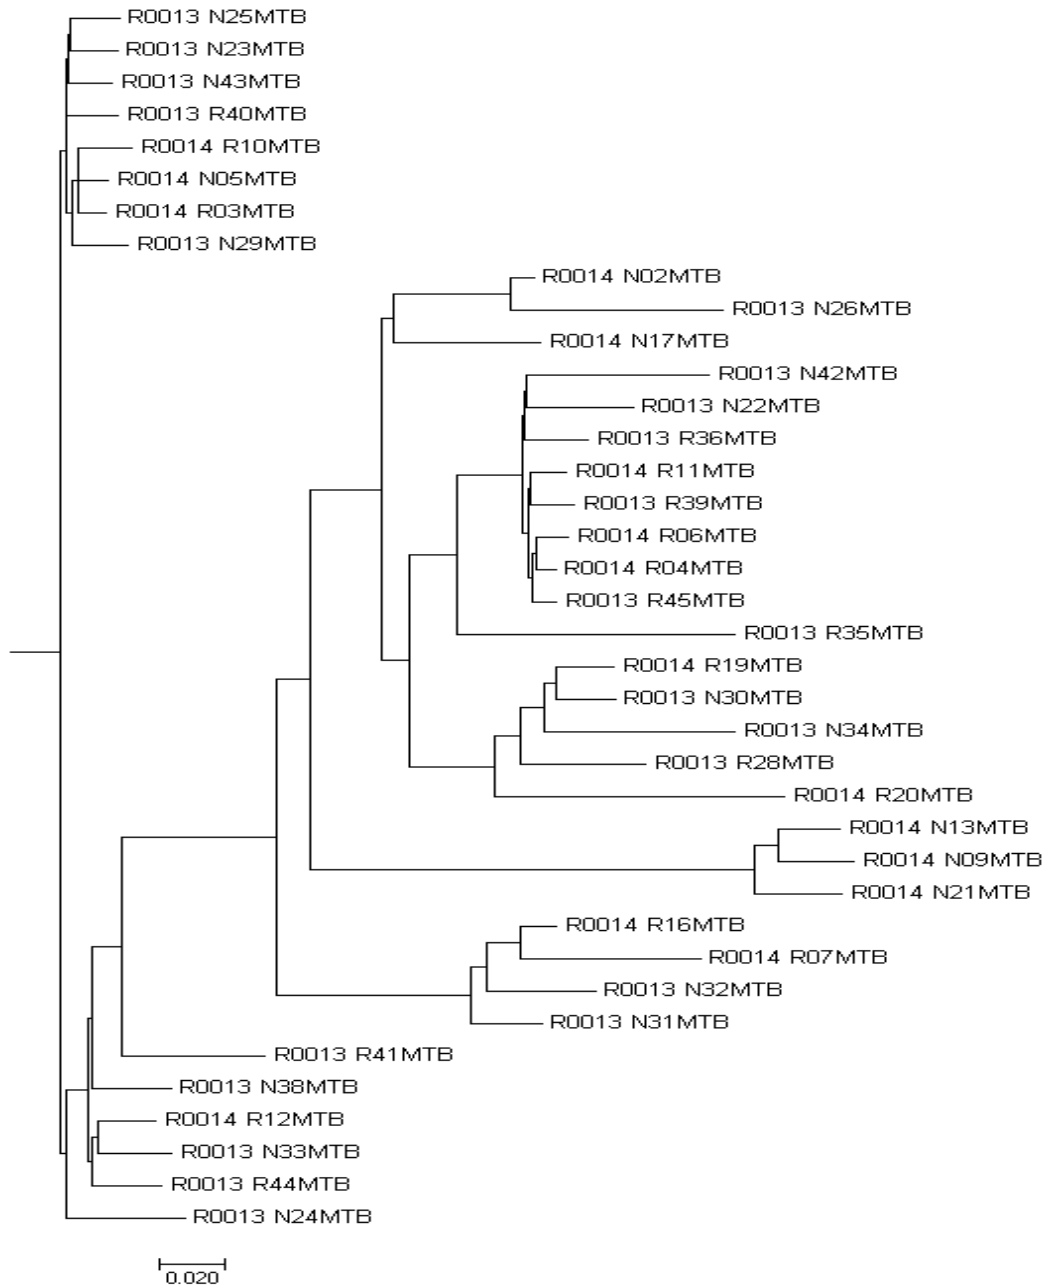 R0013 N25MTB
R0013 N23MTB
R0013 N43MTB
R0013 R40MTB
R0014 R10MTB
R0014 N05MTB
R0014 R03MTB
R0013 N29MTB
R0014 N02MTB
R0013 N26MTB
R0014 N17MTB
R0013 N42MTB
R0013 N22MTB
R0013 R36MTB
R0014 R11MTB
R0013 R39MTB
R0014 R06MTB
R0014 R04MTB
R0013 R45MTB
R0013 R35MTB
R0014 R19MTB
R0013 N30MTB
R0013 N34MTB
R0013 R28MTB
R0014 R20MTB
R0014 N13MTB
R0014 N09MTB
R0014 N21MTB
R0014 R16MTB
R0014 R07MTB
R0013 N32MTB
R0013 N31MTB
R0013 R41MTB
R0013 N38MTB
R0014 R12MTB
R0013 N33MTB
R0013 R44MTB
R0013 N24MTB
0.020